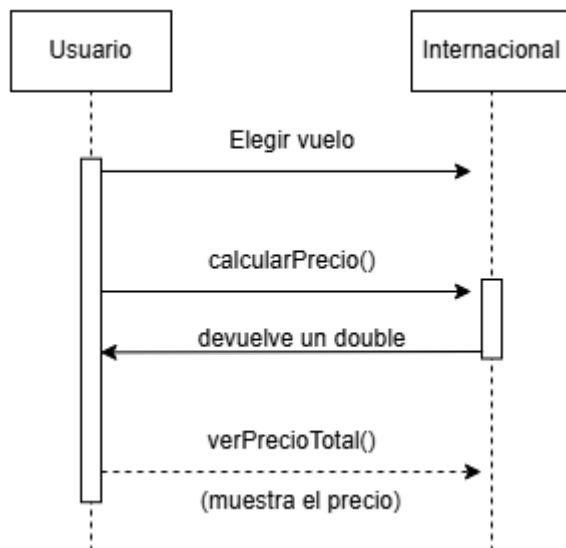 Usuario
Internacional
Elegir vuelo
calcularPrecio()
devuelve un double
verPrecioTotal()
(muestra el precio)